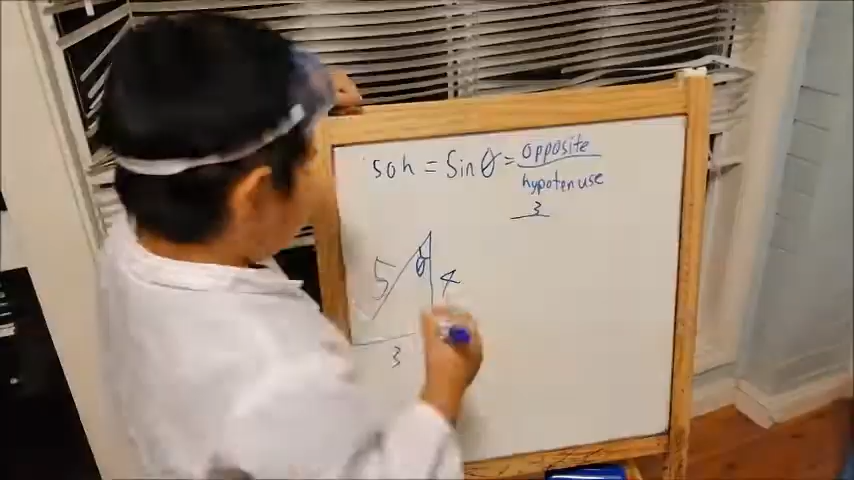 soh = Sin θ = opposite
hypotenuse
3
θ
5
4
3